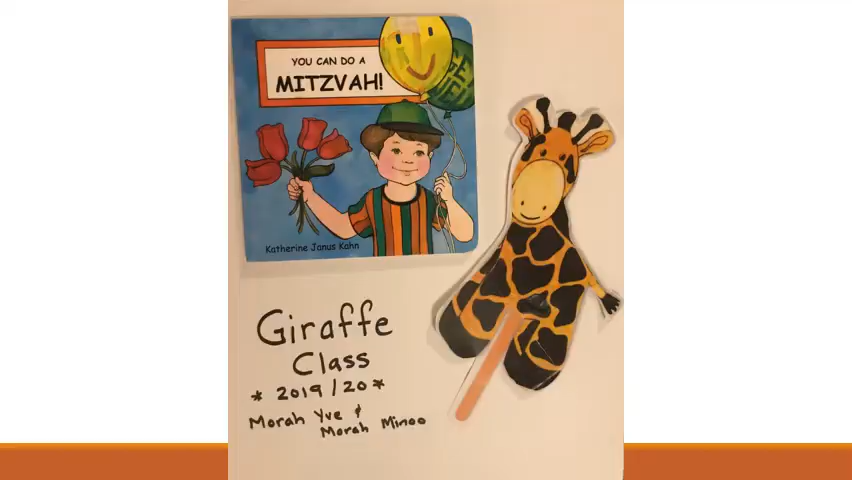 YOU CAN DO A
MITZVAH!
Katherine Janus Kahn
Giraffe
Class
* 2019/20 *
Morah Yve &
Morah Minoo